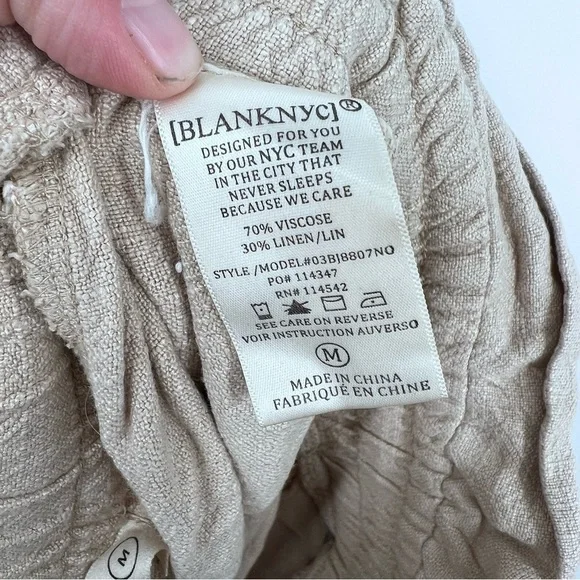 [BLANKNYC]®
DESIGNED FOR YOU
BY OUR NYC TEAM
IN THE CITY THAT
NEVER SLEEPS
BECAUSE WE CARE
70% VISCOSE
30% LINEN/LIN
STYLE /MODEL#03BJ8807NO
PO# 114347
RN# 114542
SEE CARE ON REVERSE
VOIR INSTRUCTION AUVERSO
M
MADE IN CHINA
FABRIQUÉ EN CHINE
M